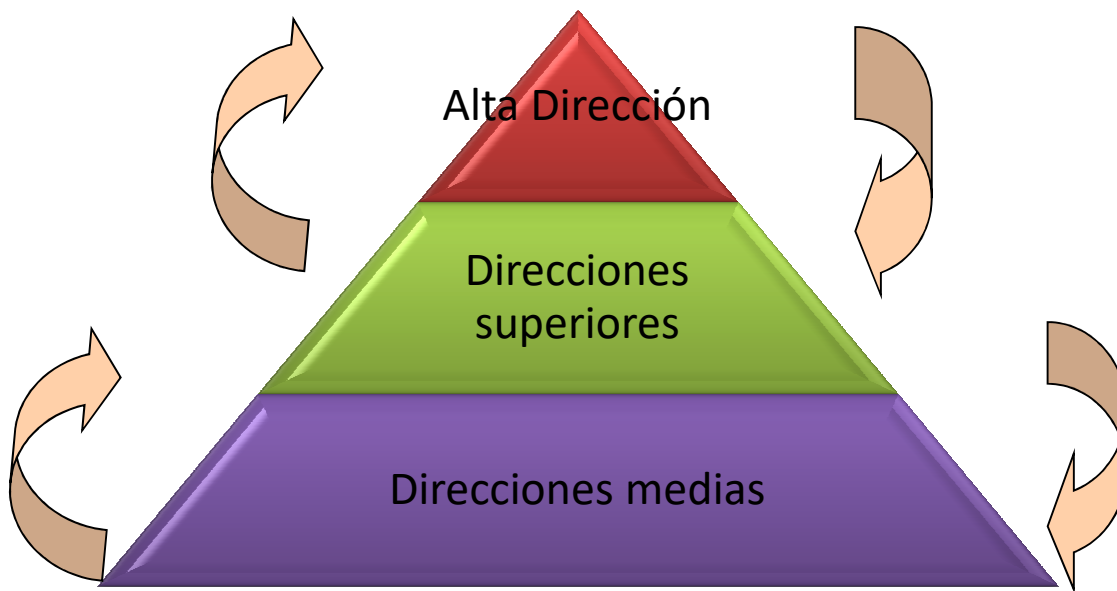 Alta Dirección
Direcciones
superiores
Direcciones medias